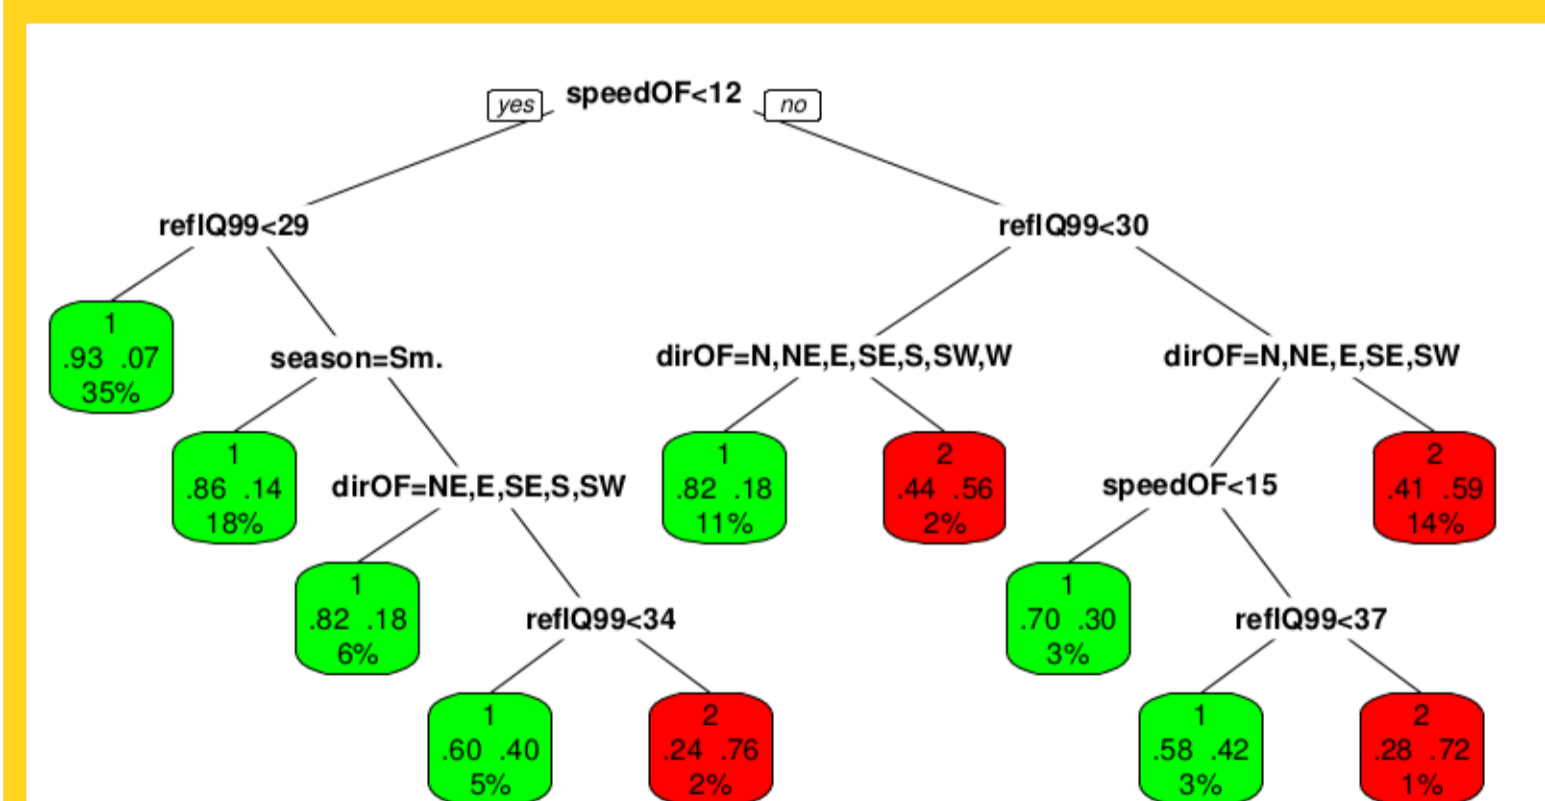 speedOF<12
yes
no
reflQ99<29
reflQ99<30
1
.93 .07
35%
season=Sm.
dirOF=N,NE,E,SE,S,SW,W
dirOF=N,NE,E,SE,SW
1
.86 .14
18%
dirOF=NE,E,SE,S,SW
1
.82 .18
11%
2
.44 .56
2%
speedOF<15
2
.41 .59
14%
1
.82 .18
6%
reflQ99<34
1
.70 .30
3%
reflQ99<37
1
.60 .40
5%
2
.24 .76
2%
1
.58 .42
3%
2
.28 .72
1%